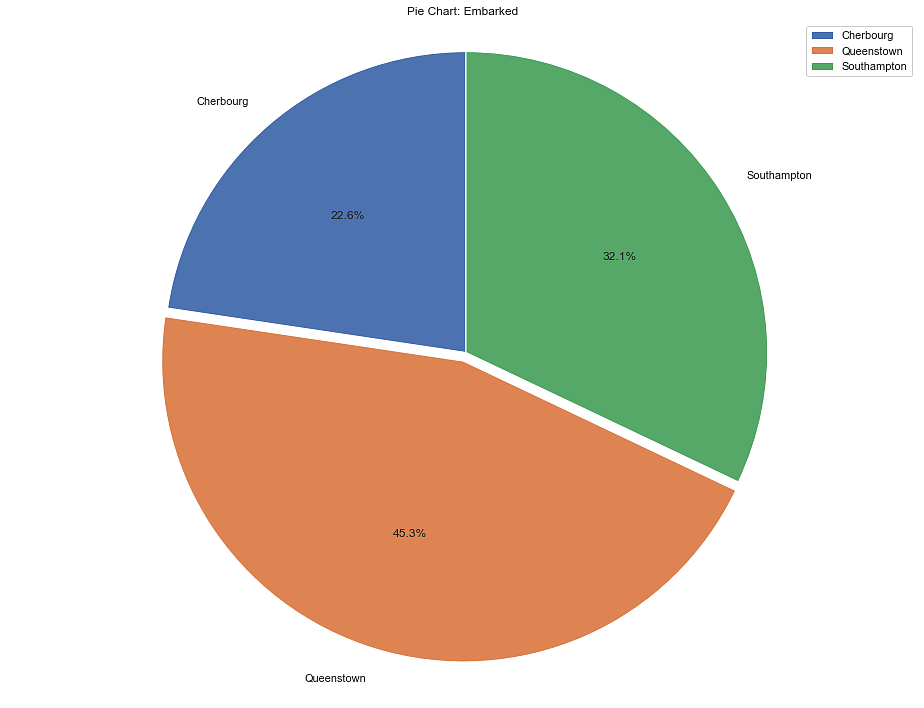 Pie Chart: Embarked
Cherbourg
Queenstown
Southampton
Cherbourg
Southampton
22.6%
32.1%
45.3%
Queenstown